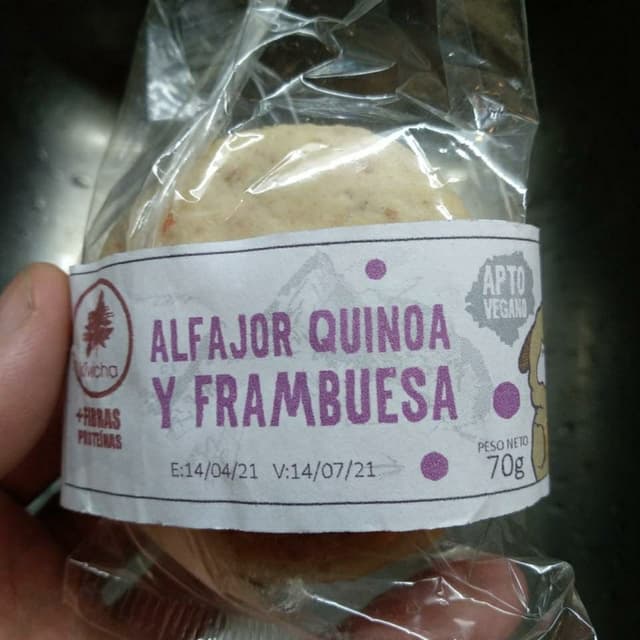 ALFAJOR QUINOA
Y FRAMBUESA
E:14/04/21 V:14/07/21
APTO
VEGANO
PESO NETO
70g
+FIBRAS
PROTEÍNAS